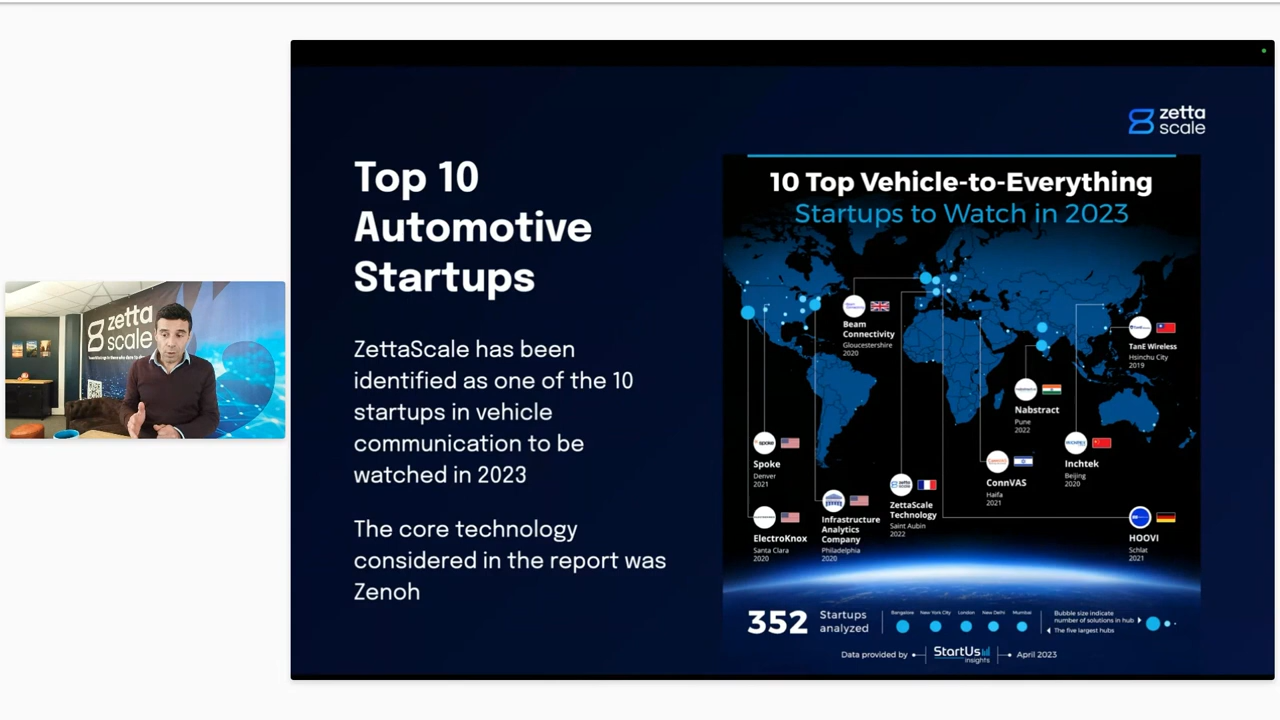 zetta
scale
zetta
scale
Top 10
Automotive
Startups
ZettaScale has been
identified as one of the 10
startups in vehicle
communication to be
watched in 2023
The core technology
considered in the report was
Zenoh
10 Top Vehicle-to-Everything
Startups to Watch in 2023
Beam
Connectivity
Gloucestershire
2020
TanE Wireless
Hsinchu City
2019
Nabstract
Pune
2022
spoke
Spoke
Denver
2021
ConnVAS
Haifa
2021
Inchtek
Beijing
2020
zetta
scale
ZettaScale
Technology
Saint Aubin
2022
Infrastructure
Analytics
Company
Philadelphia
2020
ElectroKnox
Santa Clara
2020
HOOVI
Schlat
2021
352
Startups
analyzed
Bangalore New York City London New Delhi Mumbai
Bubble size indicate
number of solutions in hub
The five largest hubs
Data provided by
StartUs
insights
April 2023